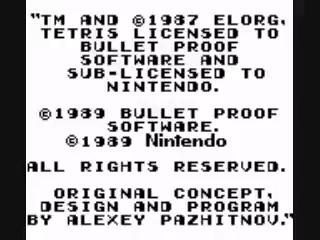 "TM AND ©1987 ELORG,
TETRIS LICENSED TO
BULLET PROOF
SOFTWARE AND
SUB-LICENSED TO
NINTENDO.
©1989 BULLET PROOF
SOFTWARE.
©1989 Nintendo
ALL RIGHTS RESERVED.
ORIGINAL CONCEPT,
DESIGN AND PROGRAM
BY ALEXEY PAZHITNOV."